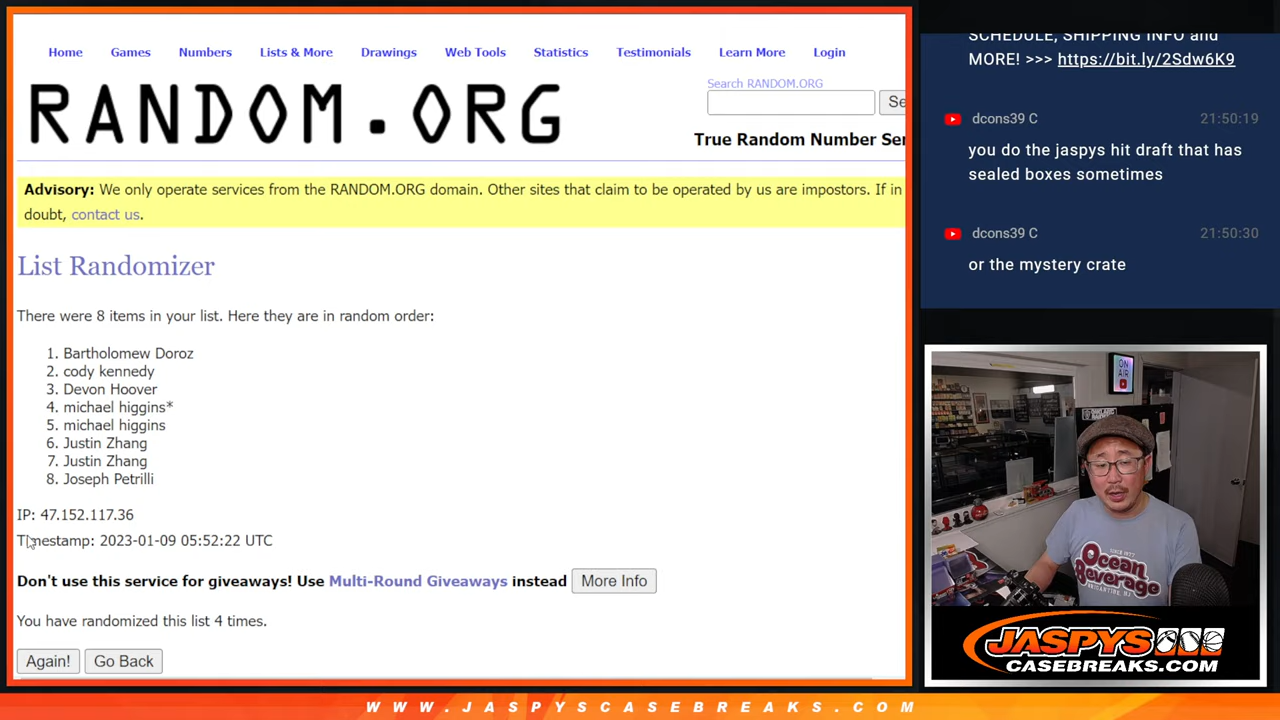 Home Games Numbers Lists & More Drawings Web Tools Statistics Testimonials Learn More Login
RANDOM.ORG
Search RANDOM.ORG
Se
True Random Number Ser
Advisory: We only operate services from the RANDOM.ORG domain. Other sites that claim to be operated by us are impostors. If in
doubt, contact us.
List Randomizer
There were 8 items in your list. Here they are in random order:
1. Bartholomew Doroz
2. cody kennedy
3. Devon Hoover
4. michael higgins*
5. michael higgins
6. Justin Zhang
7. Justin Zhang
8. Joseph Petrilli
IP: 47.152.117.36
Timestamp: 2023-01-09 05:52:22 UTC
Don't use this service for giveaways! Use Multi-Round Giveaways instead More Info
You have randomized this list 4 times.
Again! Go Back
SCHEDULE, SHIPPING INFO and
MORE! >>> https://bit.ly/2Sdw6K9
dcons39 C 21:50:19
you do the jaspys hit draft that has
sealed boxes sometimes
dcons39 C 21:50:30
or the mystery crate
ON
AIR
Ocean
Beverage
BRIGANTINE, NJ
JASPYS
CASEBREAKS.COM
WWW.JASPYSCASEBREAKS.COM